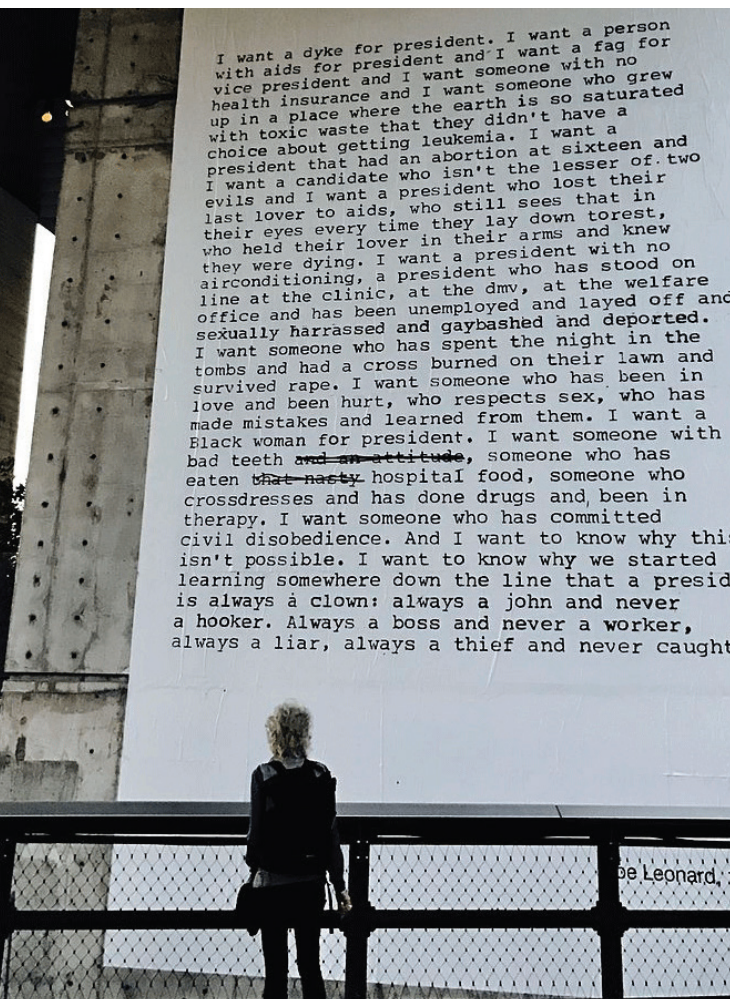 I want a dyke for president. I want a person
with aids for president and I want a fag for
vice president and I want someone with no
health insurance and I want someone who grew
up in a place where the earth is so saturated
with toxic waste that they didn't have a
choice about getting leukemia. I want a
president that had an abortion at sixteen and
I want a candidate who isn't the lesser of two
evils and I want a president who lost their
last lover to aids, who still sees that in
their eyes every time they lay down torest,
who held their lover in their arms and knew
they were dying. I want a president with no
airconditioning, a president who has stood on
line at the clinic, at the dmv, at the welfare
office and has been unemployed and layed off and
sexually harrassed and gaybashed and deported.
I want someone who has spent the night in the
tombs and had a cross burned on their lawn and
survived rape. I want someone who has been in
love and been hurt, who respects sex, who has
made mistakes and learned from them. I want a
Black woman for president. I want someone with
bad teeth and an attitude, someone who has
eaten that nasty hospital food, someone who
crossdresses and has done drugs and been in
therapy. I want someone who has committed
civil disobedience. And I want to know why this
isn't possible. I want to know why we started
learning somewhere down the line that a presid
is always a clown: always a john and never
a hooker. Always a boss and never a worker,
always a liar, always a thief and never caught
oe Leonard,